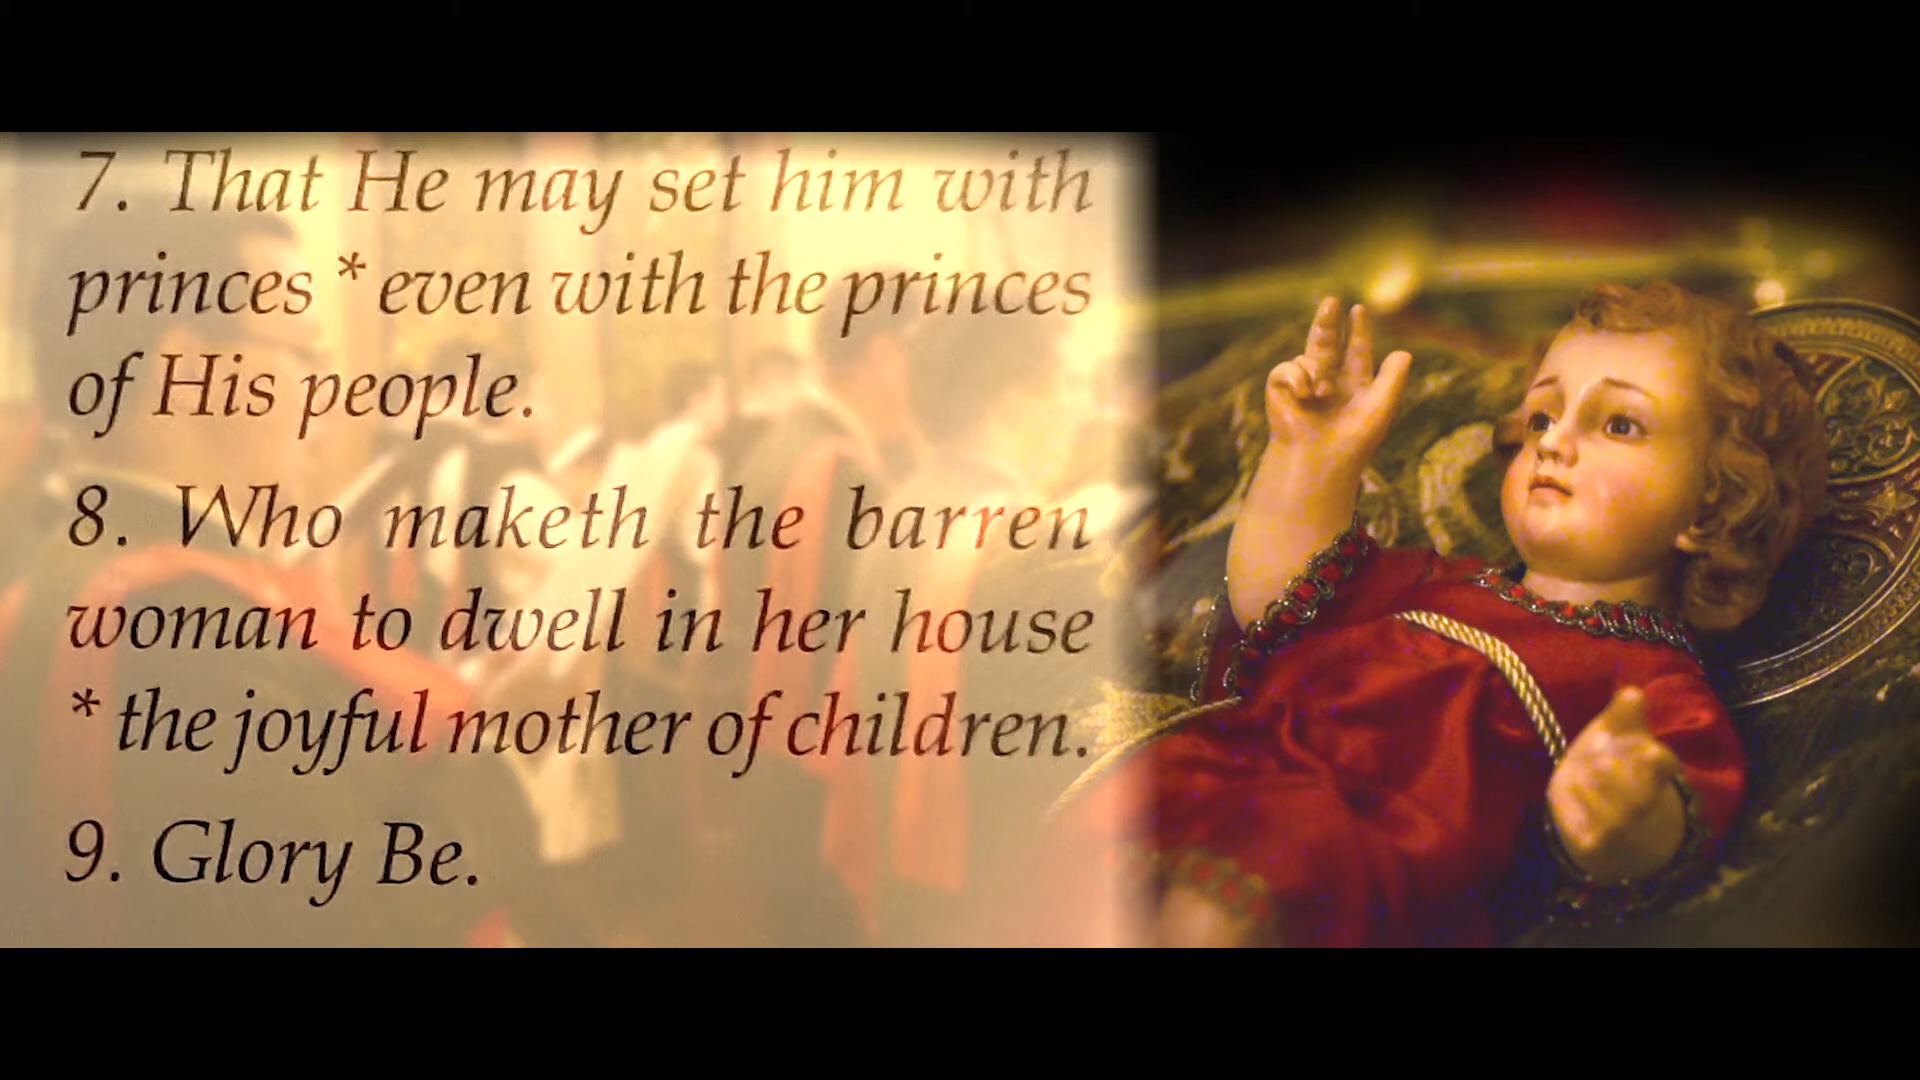 7. That He may set him with
princes * even with the princes
of His people.
8. Who maketh the barren
woman to dwell in her house
* the joyful mother of children.
9. Glory Be.